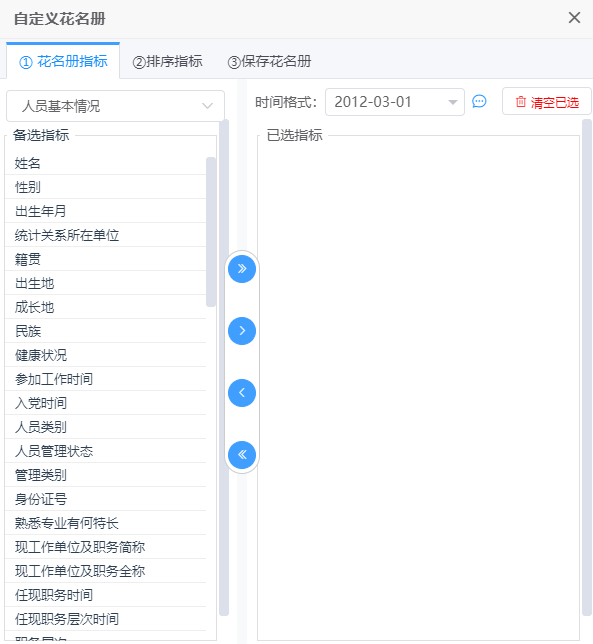 自定义花名册
① 花名册指标
②排序指标
③保存花名册
人员基本情况
时间格式：
2012-03-01
清空已选
备选指标
已选指标
姓名
性别
出生年月
统计关系所在单位
籍贯
出生地
成长地
民族
健康状况
参加工作时间
入党时间
人员类别
人员管理状态
管理类别
身份证号
熟悉专业有何特长
现工作单位及职务简称
现工作单位及职务全称
任现职务时间
任现职务层次时间
职务层次